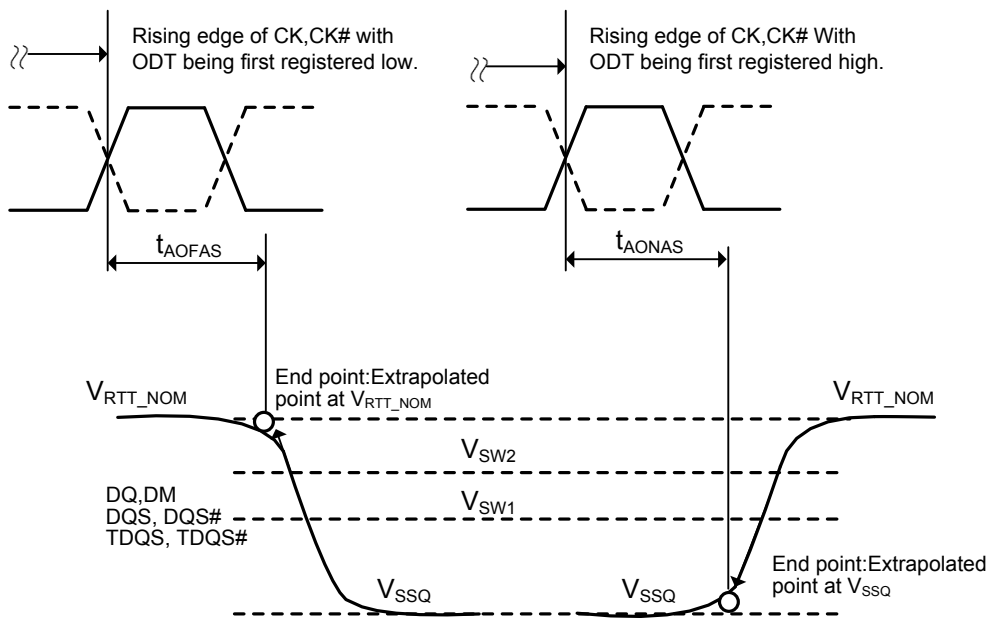 Rising edge of CK,CK# with
ODT being first registered low.
Rising edge of CK,CK# With
ODT being first registered high.
tAOFAS
tAONAS
End point:Extrapolated
point at VRTT_NOM
VRTT_NOM
VRTT_NOM
VSW2
VSW1
DQ,DM
DQS, DQS#
TDQS, TDQS#
End point:Extrapolated
point at VSSQ
VSSQ
VSSQ